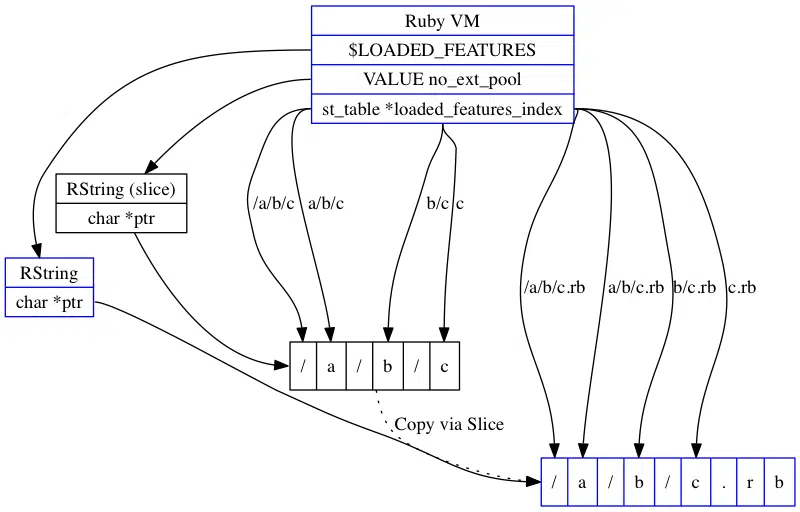 Ruby VM
$LOADED_FEATURES
VALUE no_ext_pool
st_table *loaded_features_index
RString (slice)
char *ptr
/a/b/c a/b/c b/c c
RString
char *ptr
/a/b/c.rb a/b/c.rb b/c.rb c.rb
/ a / b / c
Copy via Slice
/ a / b / c . r b